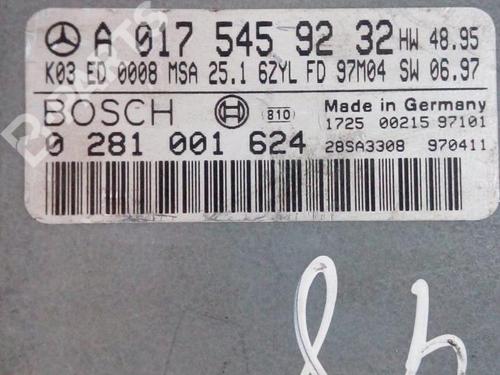 A 017 545 92 32 HW 48.95
K03 ED 0008 MSA 25.1 6ZYL FD 97M04 SW 06.97
BOSCH 810 Made in Germany
1725 00215 97101
0 281 001 624 28SA3308 970411